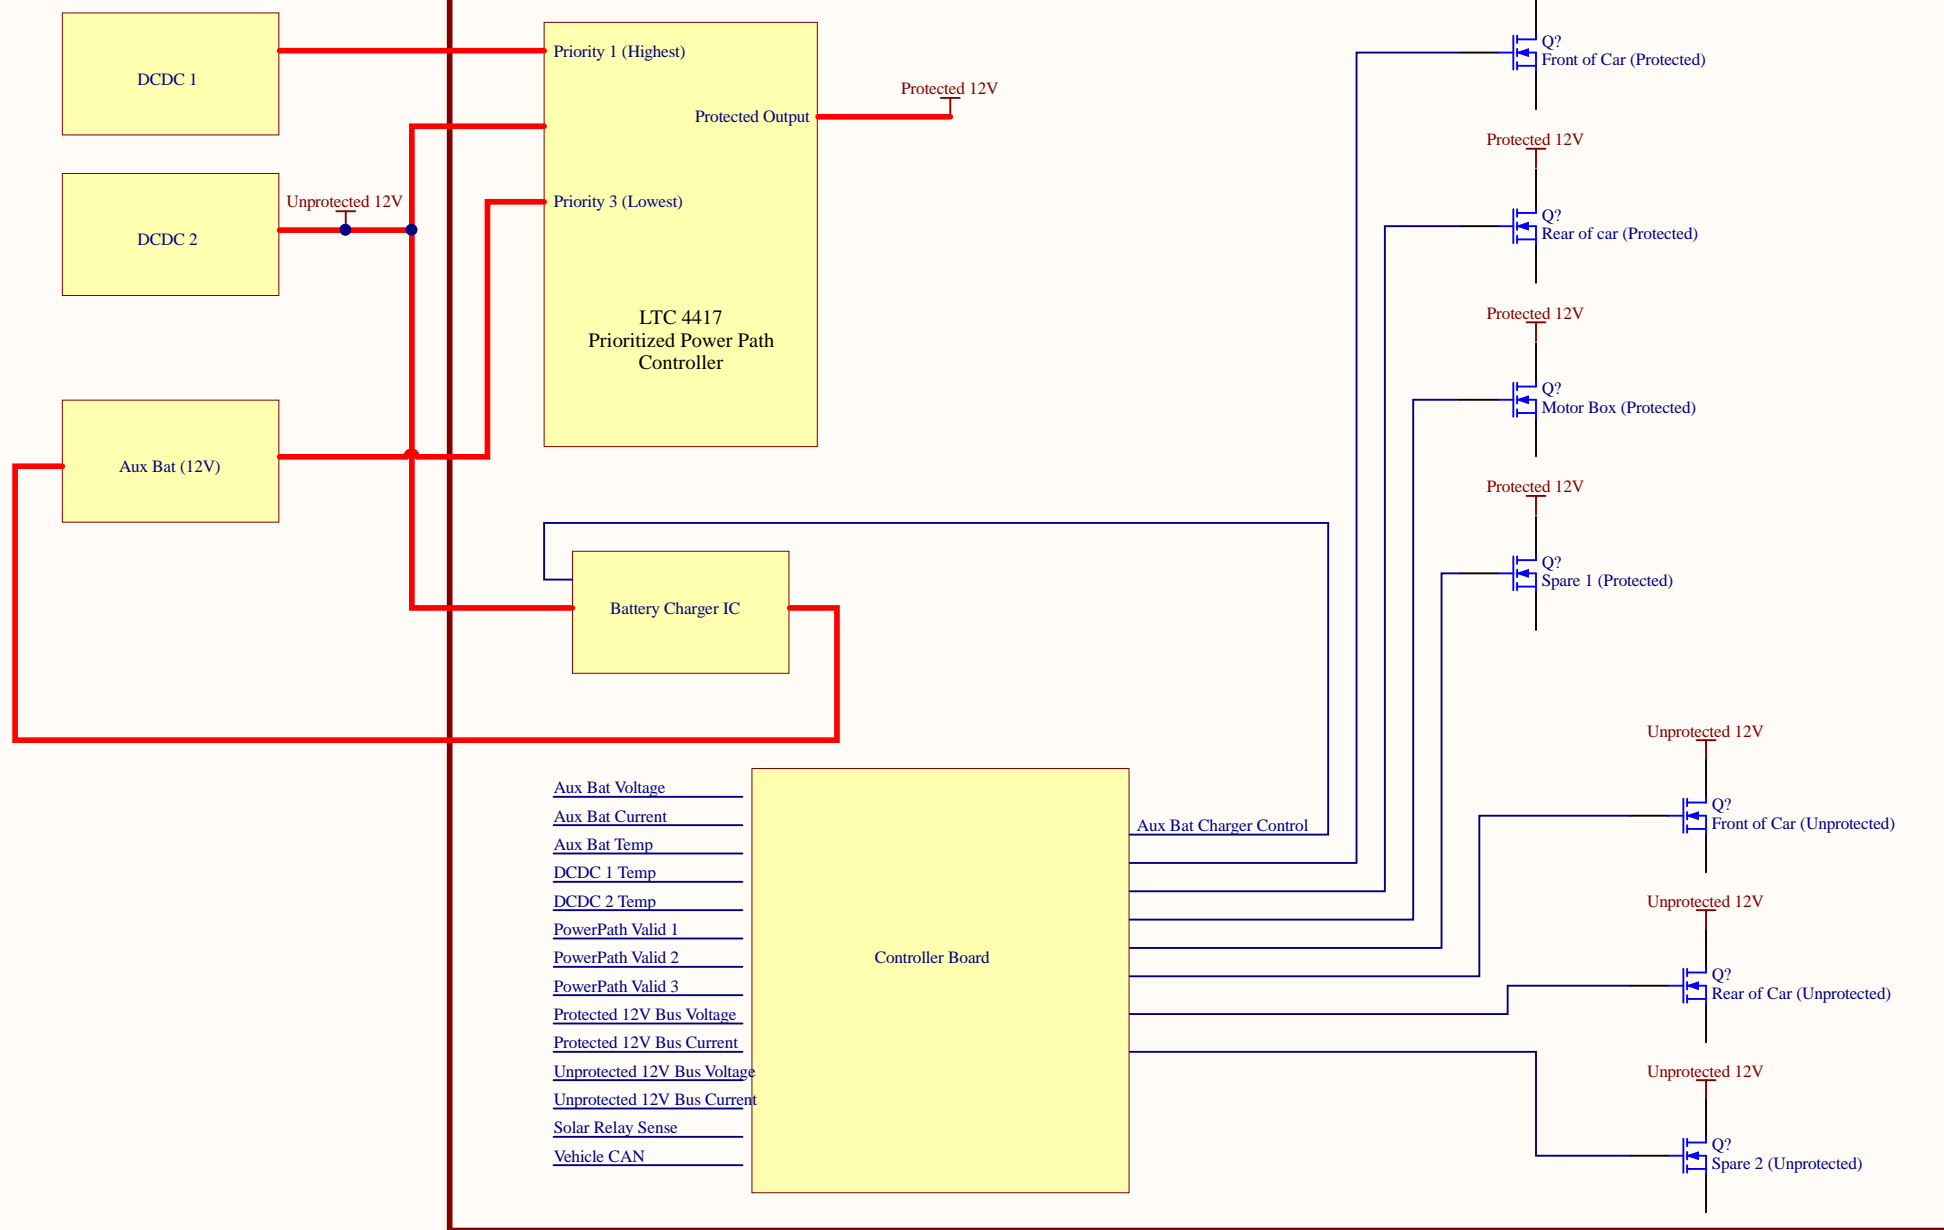 DCDC 1
DCDC 2
Unprotected 12V
Aux Bat (12V)
Priority 1 (Highest)
Protected Output
Priority 3 (Lowest)
LTC 4417
Prioritized Power Path
Controller
Protected 12V
Battery Charger IC
Aux Bat Voltage
Aux Bat Current
Aux Bat Temp
DCDC 1 Temp
DCDC 2 Temp
PowerPath Valid 1
PowerPath Valid 2
PowerPath Valid 3
Protected 12V Bus Voltage
Protected 12V Bus Current
Unprotected 12V Bus Voltage
Unprotected 12V Bus Current
Solar Relay Sense
Vehicle CAN
Controller Board
Aux Bat Charger Control
Q?
Front of Car (Protected)
Protected 12V
Q?
Rear of car (Protected)
Protected 12V
Q?
Motor Box (Protected)
Protected 12V
Q?
Spare 1 (Protected)
Unprotected 12V
Q?
Front of Car (Unprotected)
Unprotected 12V
Q?
Rear of Car (Unprotected)
Unprotected 12V
Q?
Spare 2 (Unprotected)